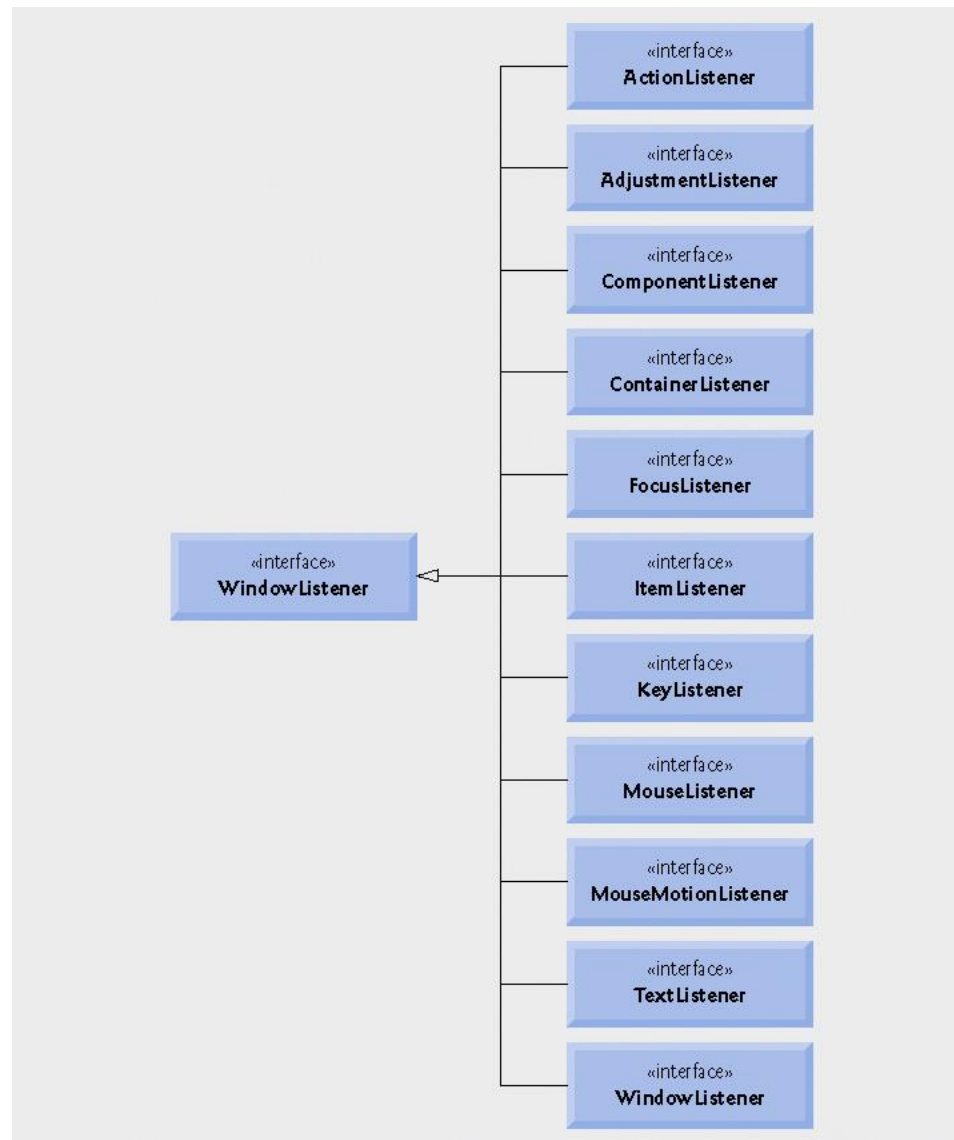 «interface»
ActionListener
«interface»
AdjustmentListener
«interface»
ComponentListener
«interface»
ContainerListener
«interface»
FocusListener
«interface»
WindowListener
«interface»
ItemListener
«interface»
KeyListener
«interface»
MouseListener
«interface»
MouseMotionListener
«interface»
TextListener
«interface»
WindowListener